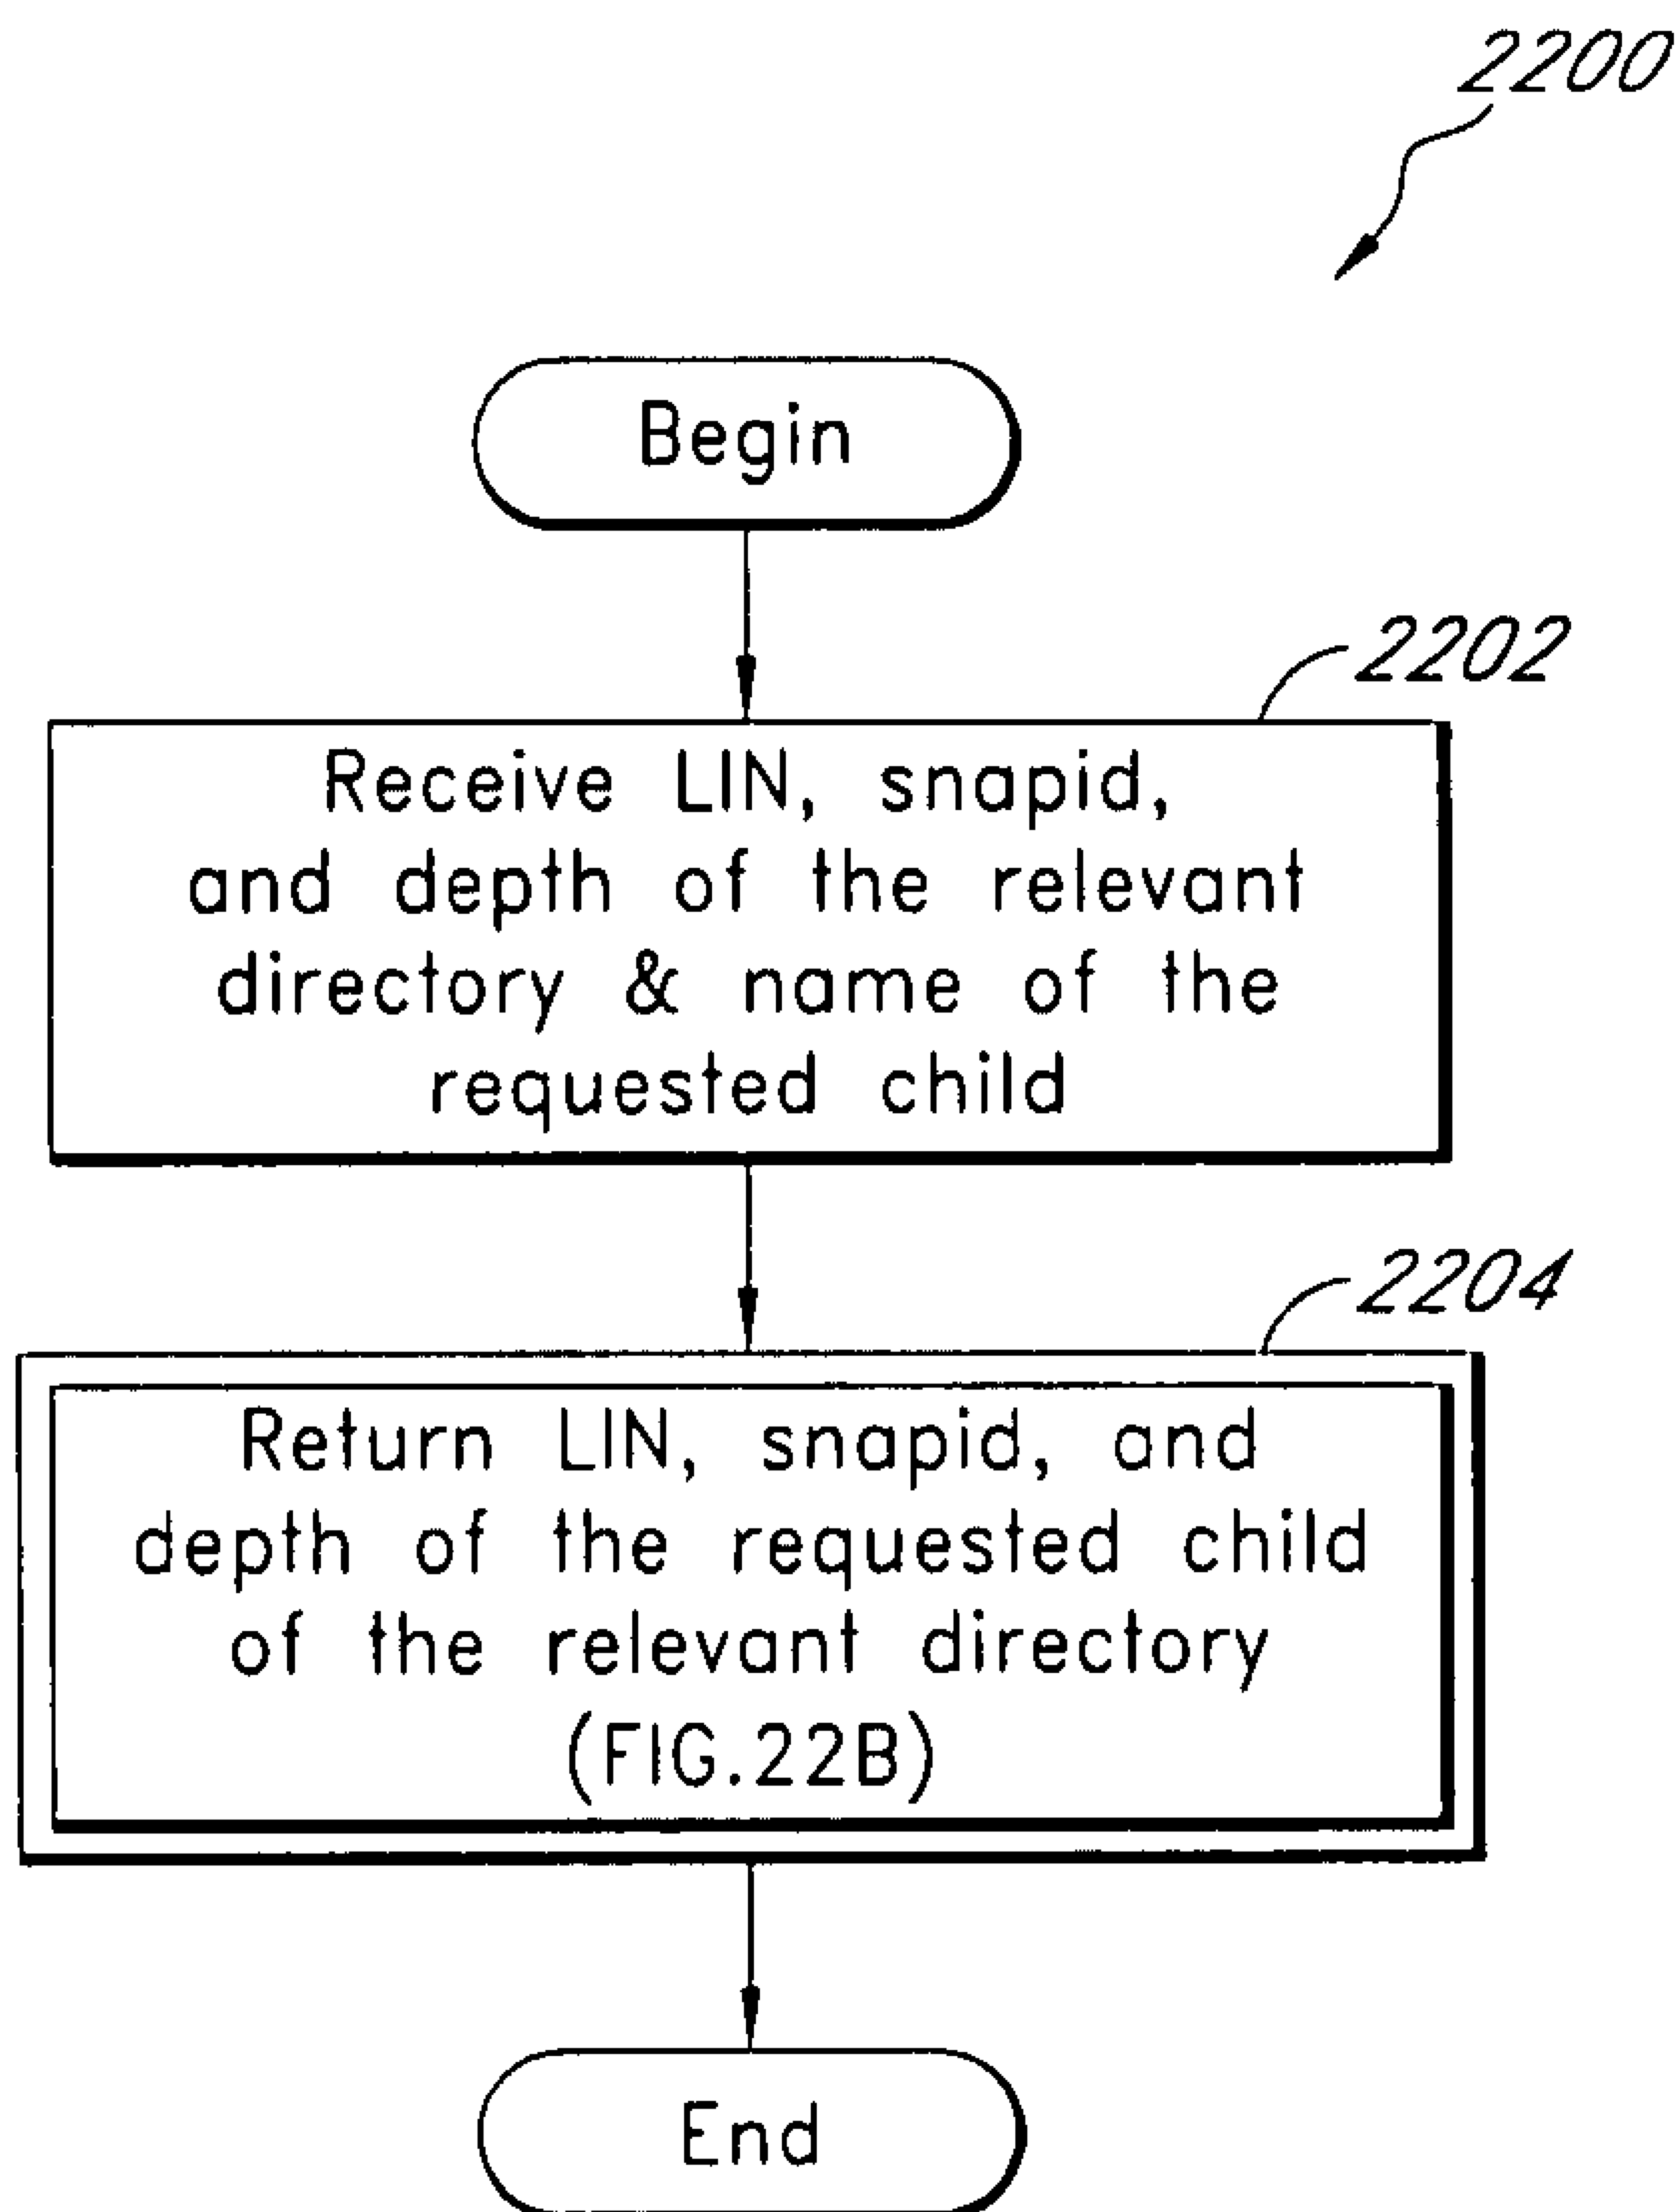 2200
Begin
2202
Receive LIN, snapid,
and depth of the relevant
directory & name of the
requested child
2204
Return LIN, snapid, and
depth of the requested child
of the relevant directory
(FIG.22B)
End